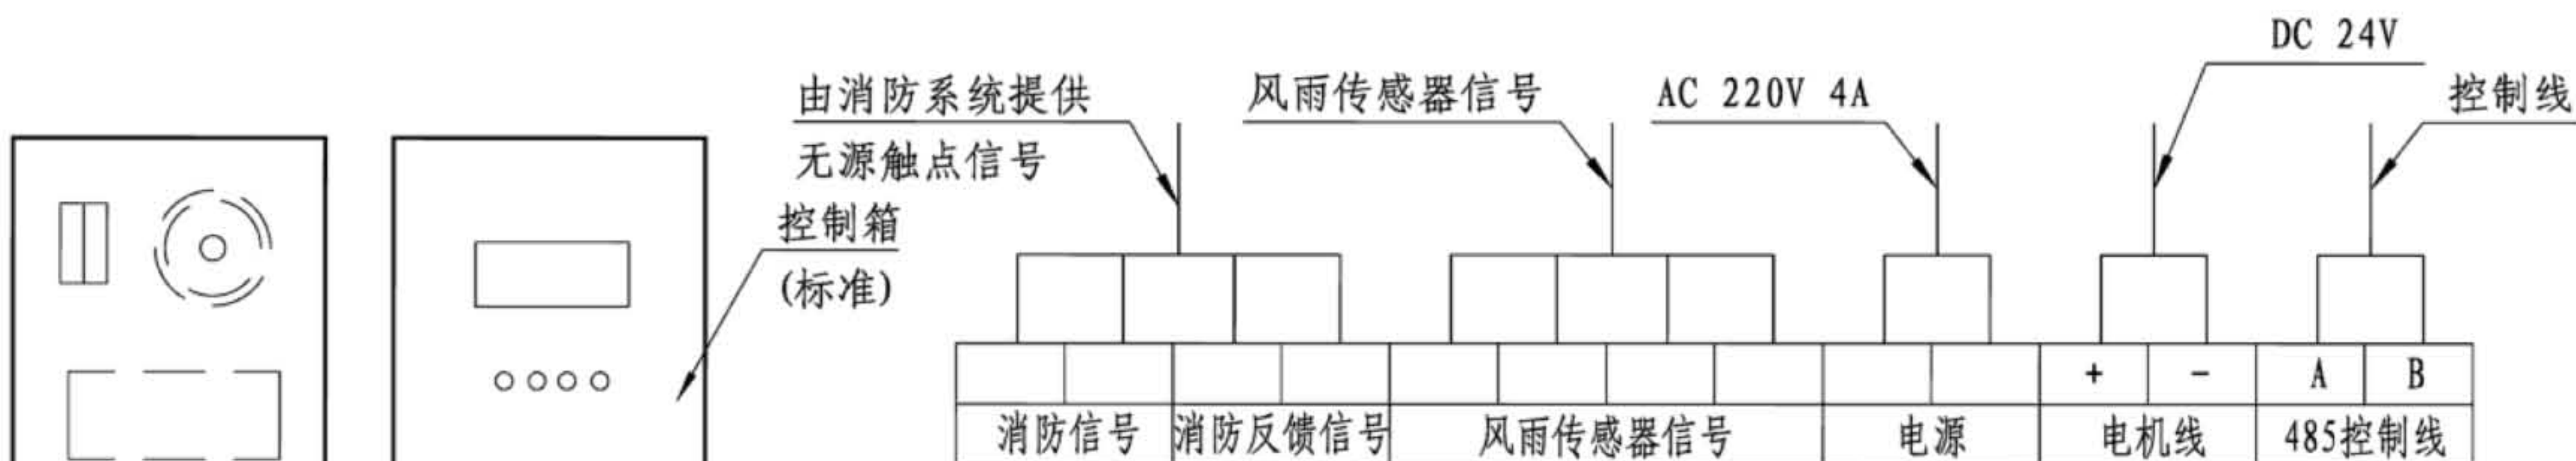 DC 24V
由消防系统提供
无源触点信号
风雨传感器信号
AC 220V 4A
控制线
控制箱
(标准)
+ - A B
消防信号 消防反馈信号 风雨传感器信号 电源 电机线 485控制线